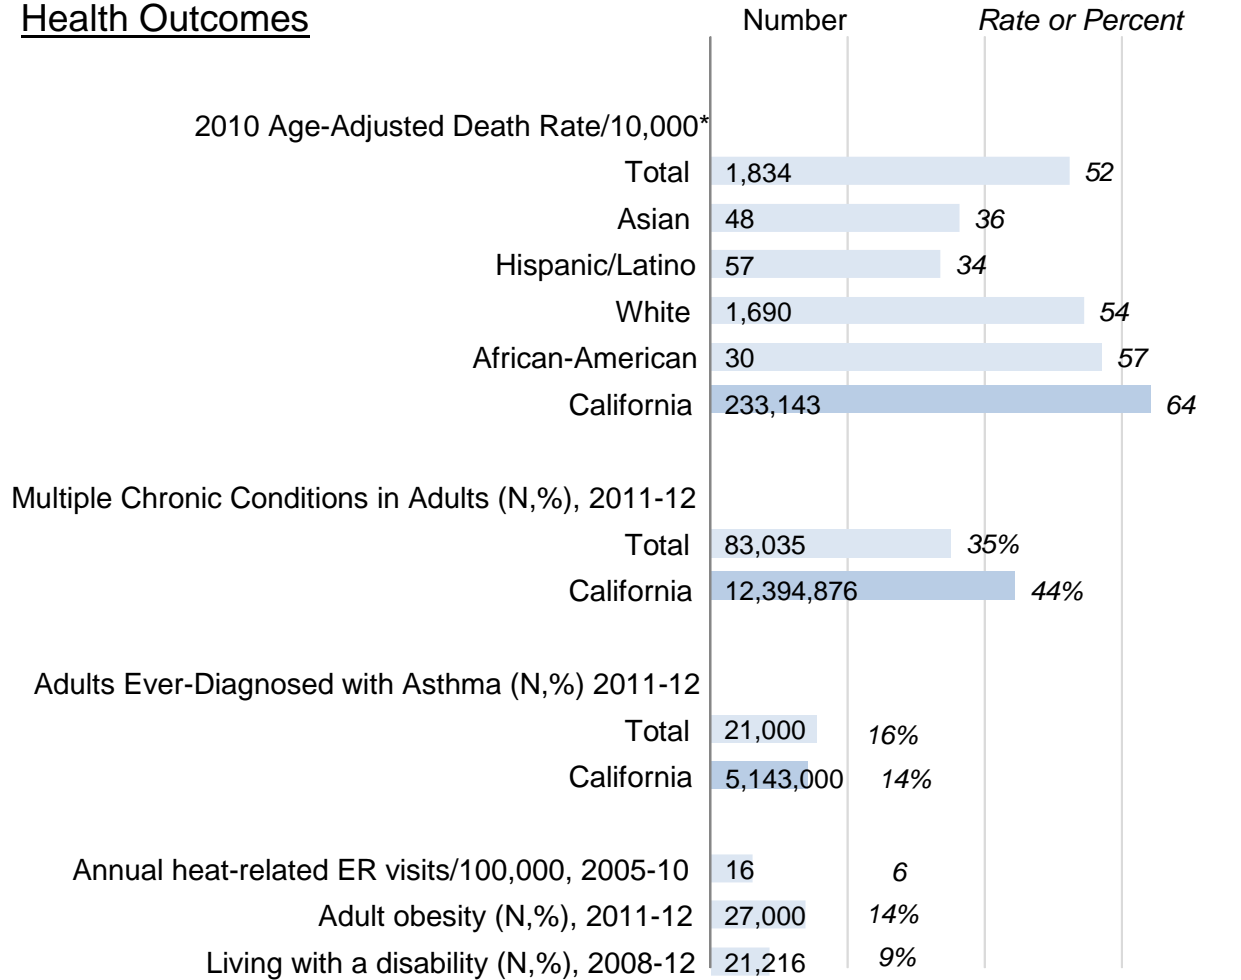 Health Outcomes Number Rate or Percent
2010 Age-Adjusted Death Rate/10,000*
Total 1,834 52
Asian 48 36
Hispanic/Latino 57 34
White 1,690 54
African-American 30 57
California 233,143 64
Multiple Chronic Conditions in Adults (N,%), 2011-12
Total 83,035 35%
California 12,394,876 44%
Adults Ever-Diagnosed with Asthma (N,%) 2011-12
Total 21,000 16%
California 5,143,000 14%
Annual heat-related ER visits/100,000, 2005-10 16 6
Adult obesity (N,%), 2011-12 27,000 14%
Living with a disability (N,%), 2008-12 21,216 9%